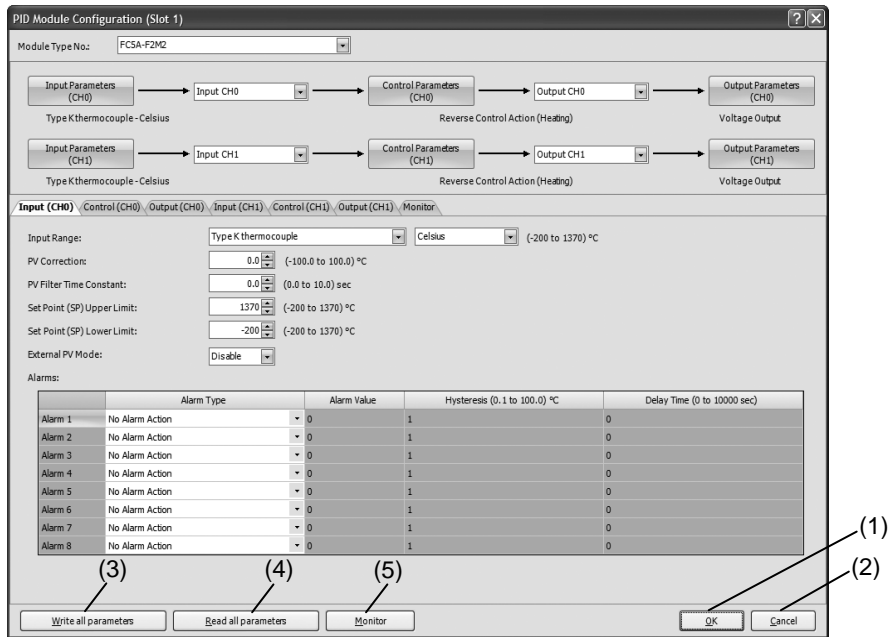 PID Module Configuration (Slot 1)
Module Type No.: FC5A-F2M2
Input Parameters (CH0) Input CH0 Control Parameters (CH0) Output CH0 Output Parameters (CH0)
Type K thermocouple - Celsius Reverse Control Action (Heating) Voltage Output
Input Parameters (CH1) Input CH1 Control Parameters (CH1) Output CH1 Output Parameters (CH1)
Type K thermocouple - Celsius Reverse Control Action (Heating) Voltage Output
Input (CH0) Control (CH0) Output (CH0) Input (CH1) Control (CH1) Output (CH1) Monitor
Input Range: Type K thermocouple Celsius (-200 to 1370) °C
PV Correction: 0.0 (-100.0 to 100.0) °C
PV Filter Time Constant: 0.0 (0.0 to 10.0) sec
Set Point (SP) Upper Limit: 1370 (-200 to 1370) °C
Set Point (SP) Lower Limit: -200 (-200 to 1370) °C
External PV Mode: Disable
Alarms:
Alarm Type Alarm Value Hysteresis (0.1 to 100.0) °C Delay Time (0 to 10000 sec)
Alarm 1 No Alarm Action 0 1 0
Alarm 2 No Alarm Action 0 1 0
Alarm 3 No Alarm Action 0 1 0
Alarm 4 No Alarm Action 0 1 0
Alarm 5 No Alarm Action 0 1 0
Alarm 6 No Alarm Action 0 1 0
Alarm 7 No Alarm Action 0 1 0
Alarm 8 No Alarm Action 0 1 0
(1)
(2)
(3) (4) (5)
Write all parameters Read all parameters Monitor OK Cancel